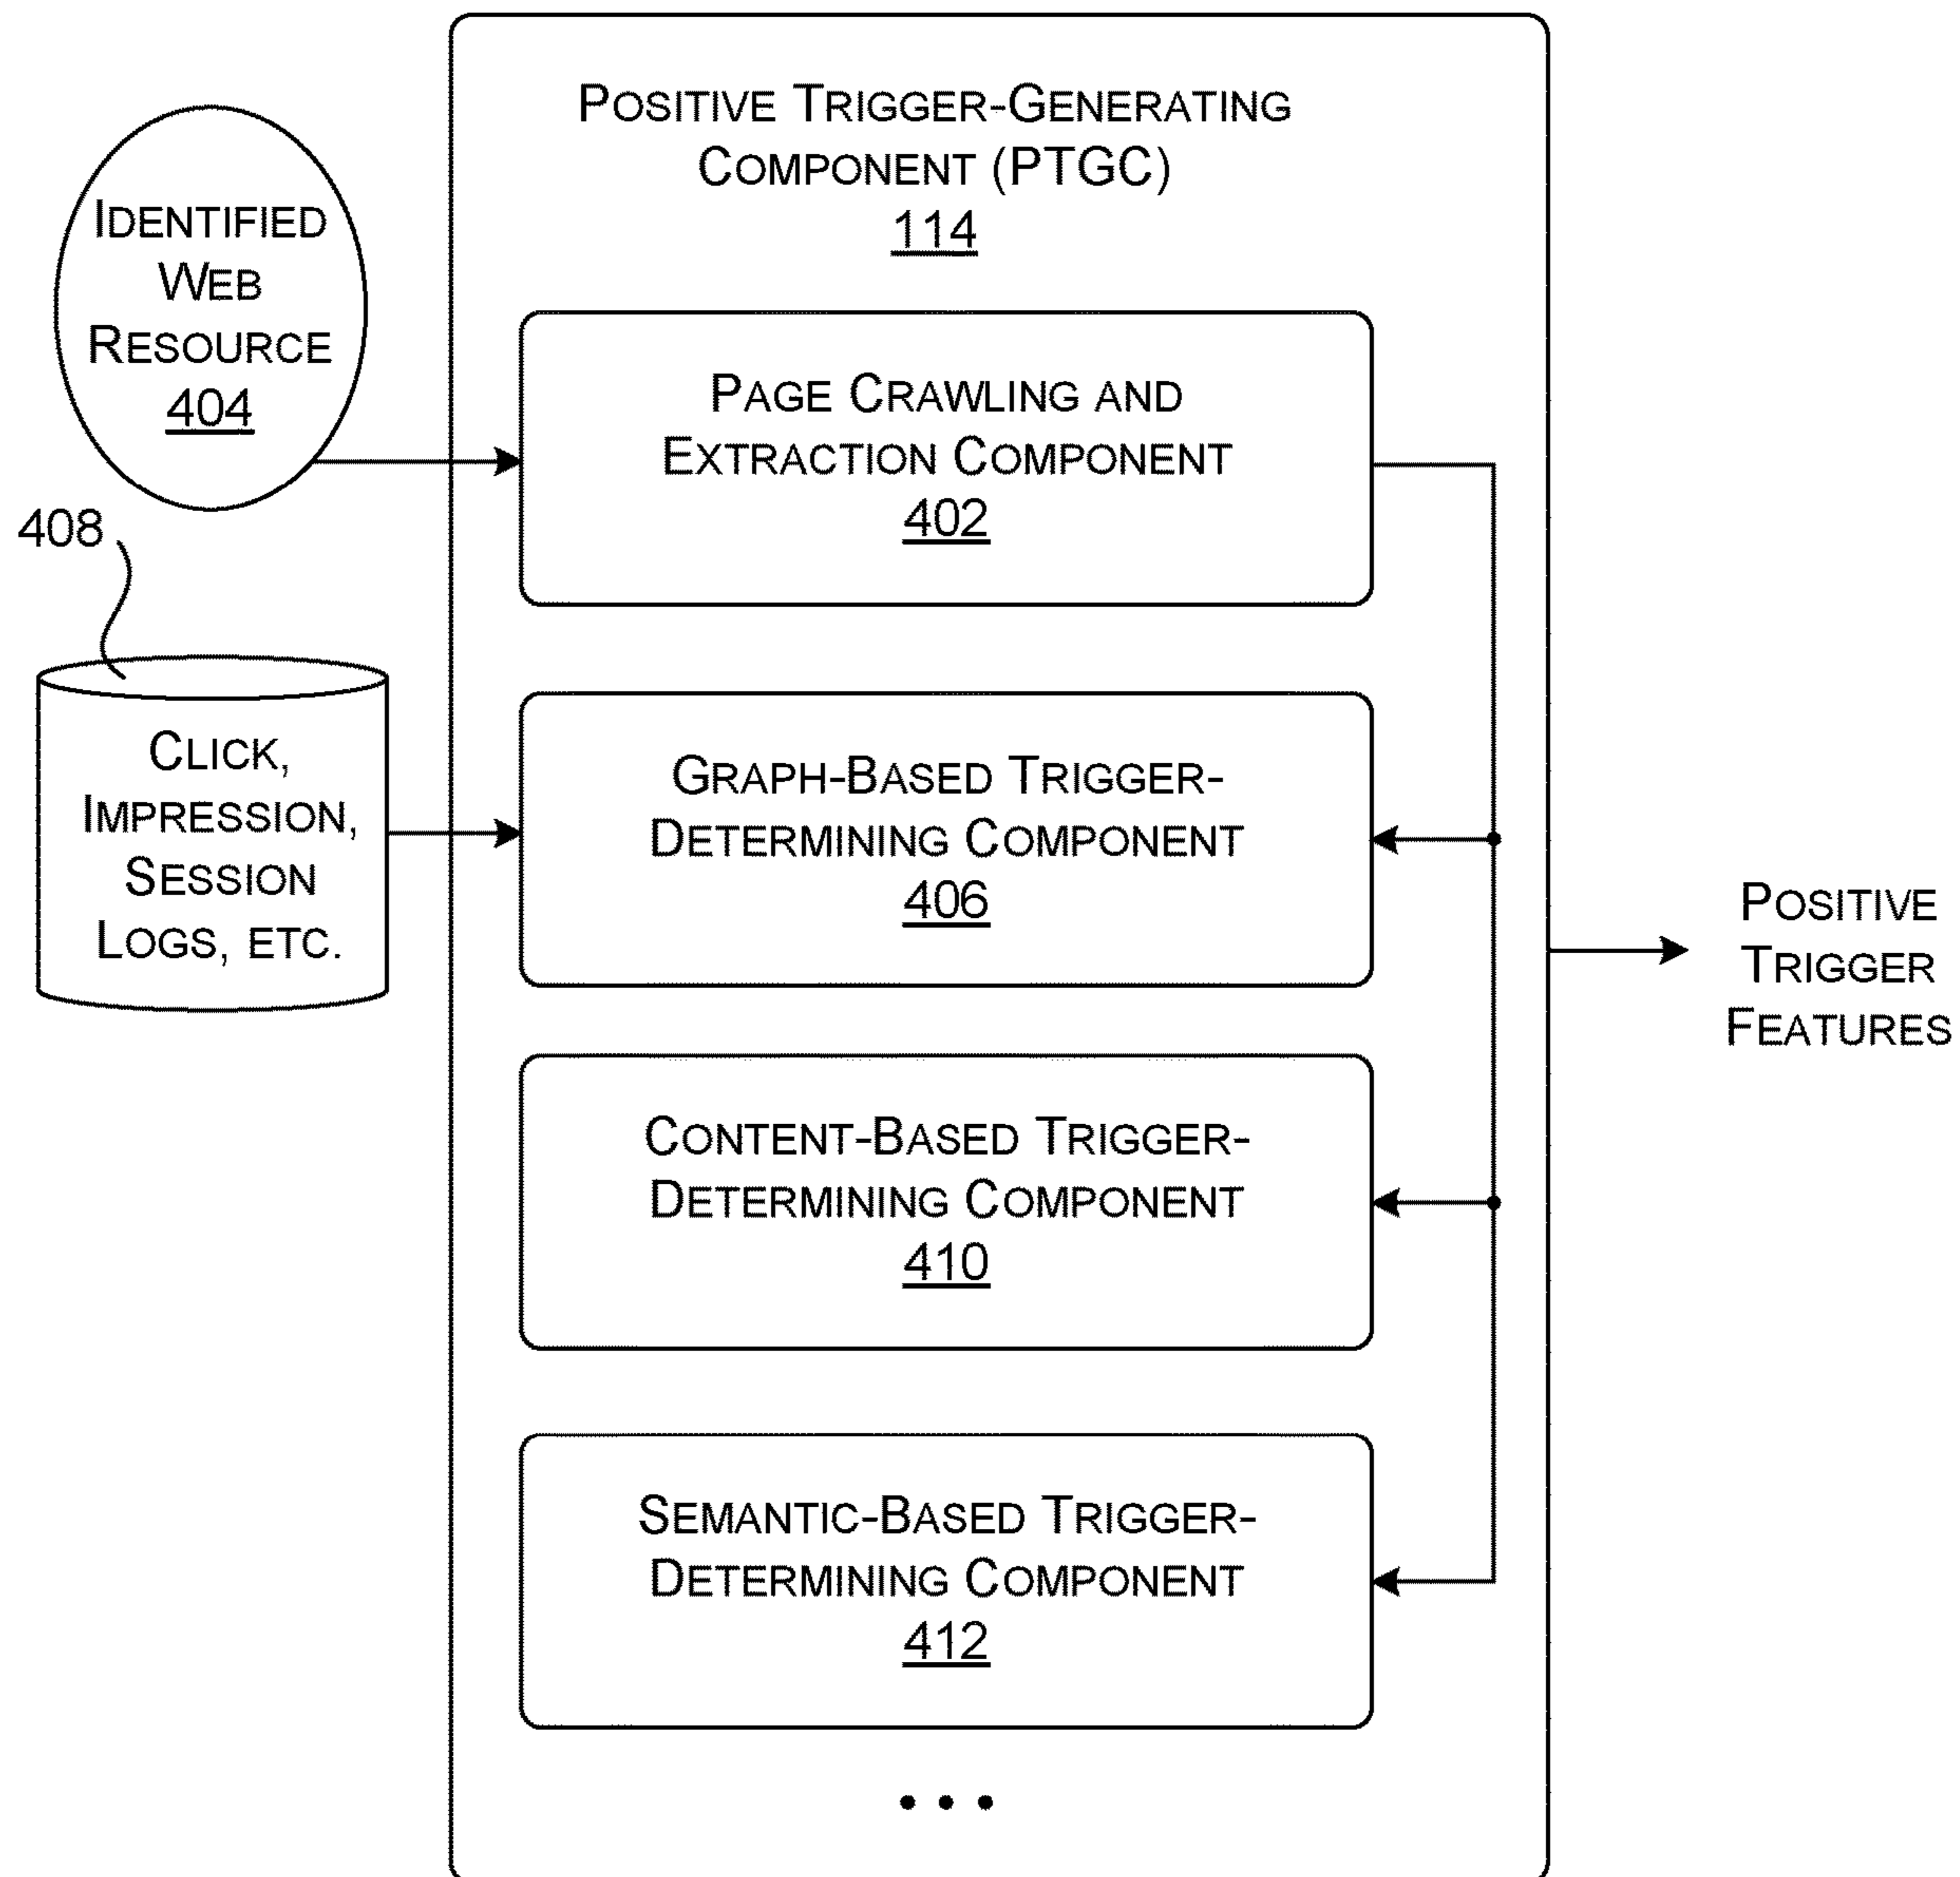 POSITIVE TRIGGER-GENERATING
COMPONENT (PTGC)
114
IDENTIFIED
WEB
RESOURCE
404
PAGE CRAWLING AND
EXTRACTION COMPONENT
402
408
CLICK,
IMPRESSION,
SESSION
LOGS, ETC.
GRAPH-BASED TRIGGER-
DETERMINING COMPONENT
406
POSITIVE
TRIGGER
FEATURES
CONTENT-BASED TRIGGER-
DETERMINING COMPONENT
410
SEMANTIC-BASED TRIGGER-
DETERMINING COMPONENT
412
• • •